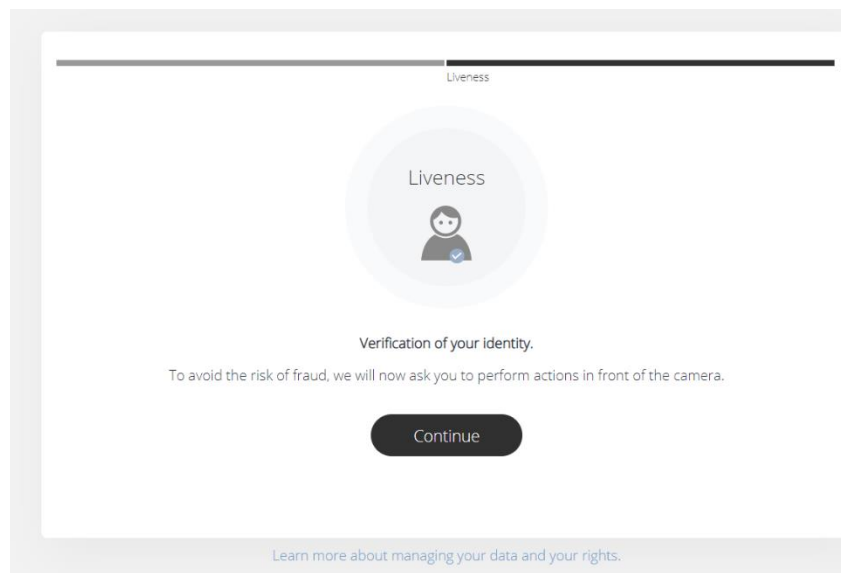 Liveness
Liveness
Verification of your identity.
To avoid the risk of fraud, we will now ask you to perform actions in front of the camera.
Continue
Learn more about managing your data and your rights.